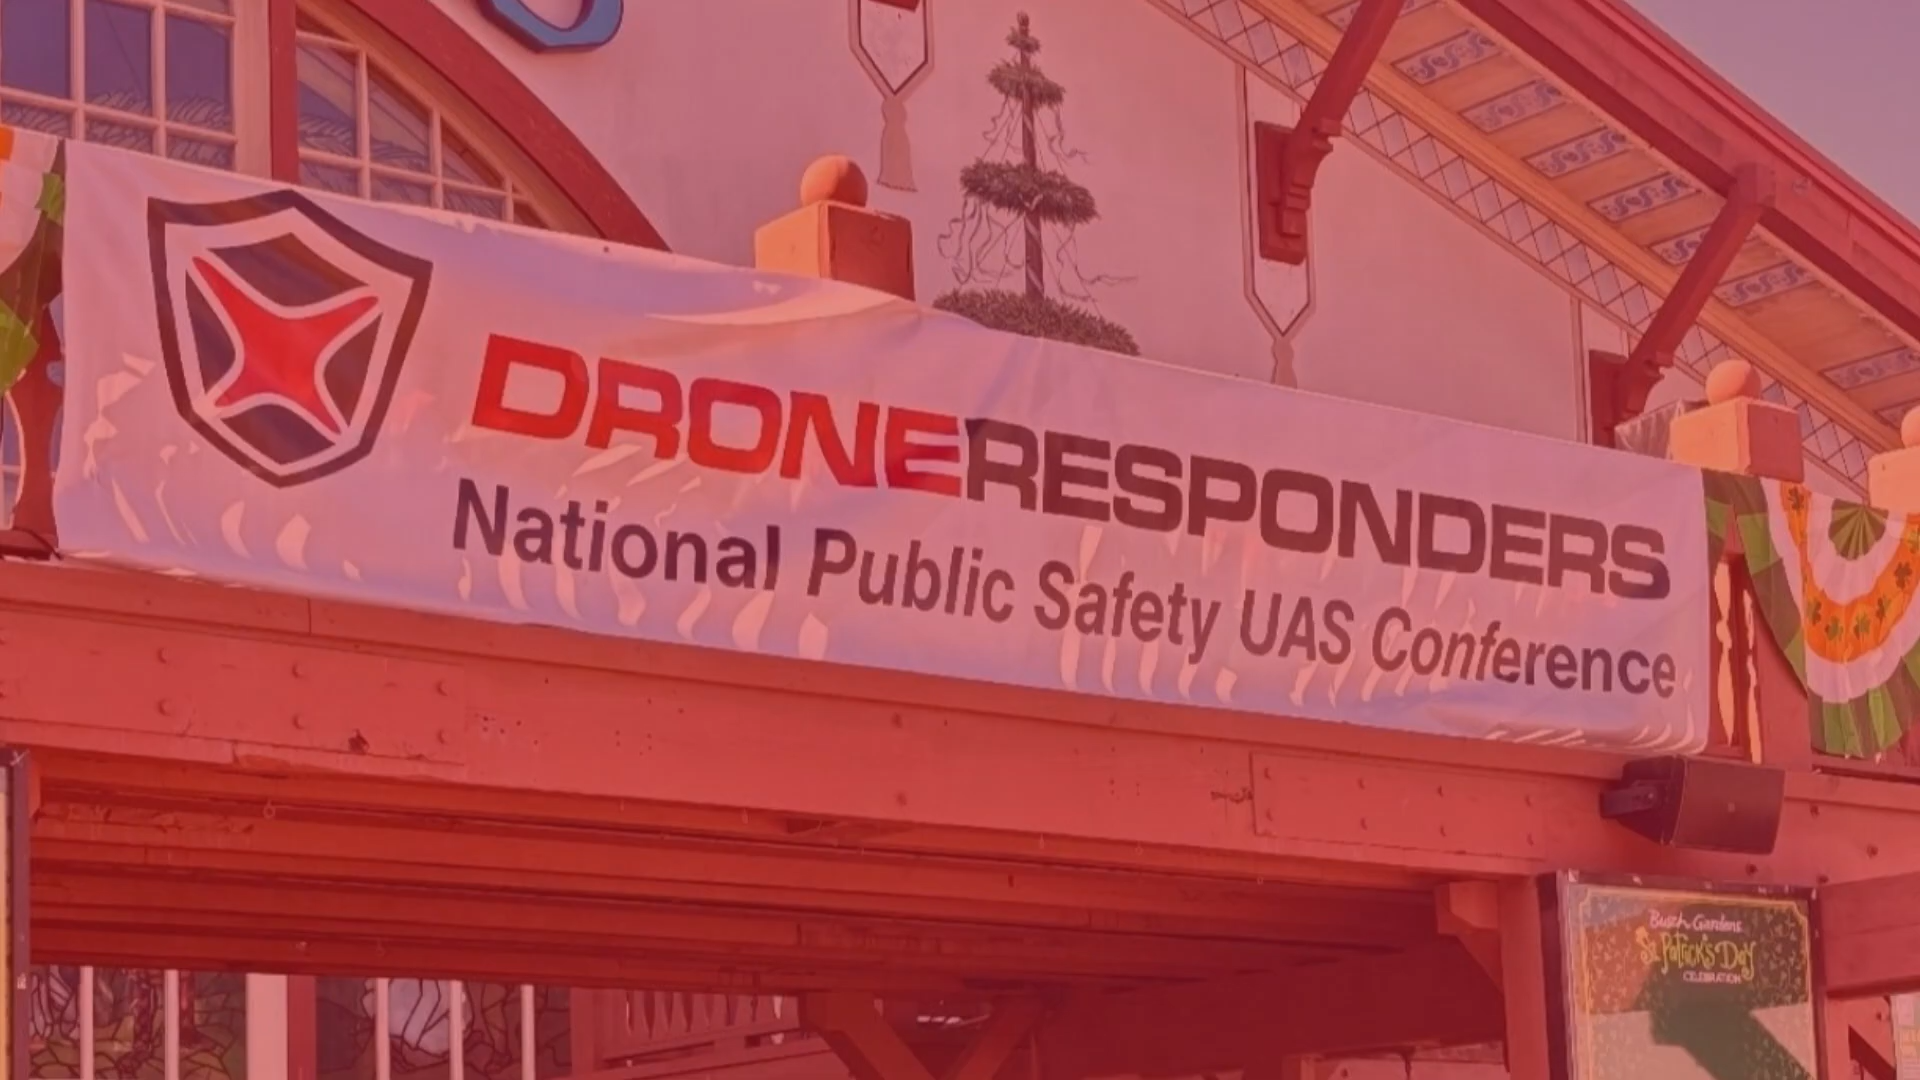 DRONERESPONDERS
National Public Safety UAS Conference
Busch Gardens
St. Patrick's Day
CELEBRATION